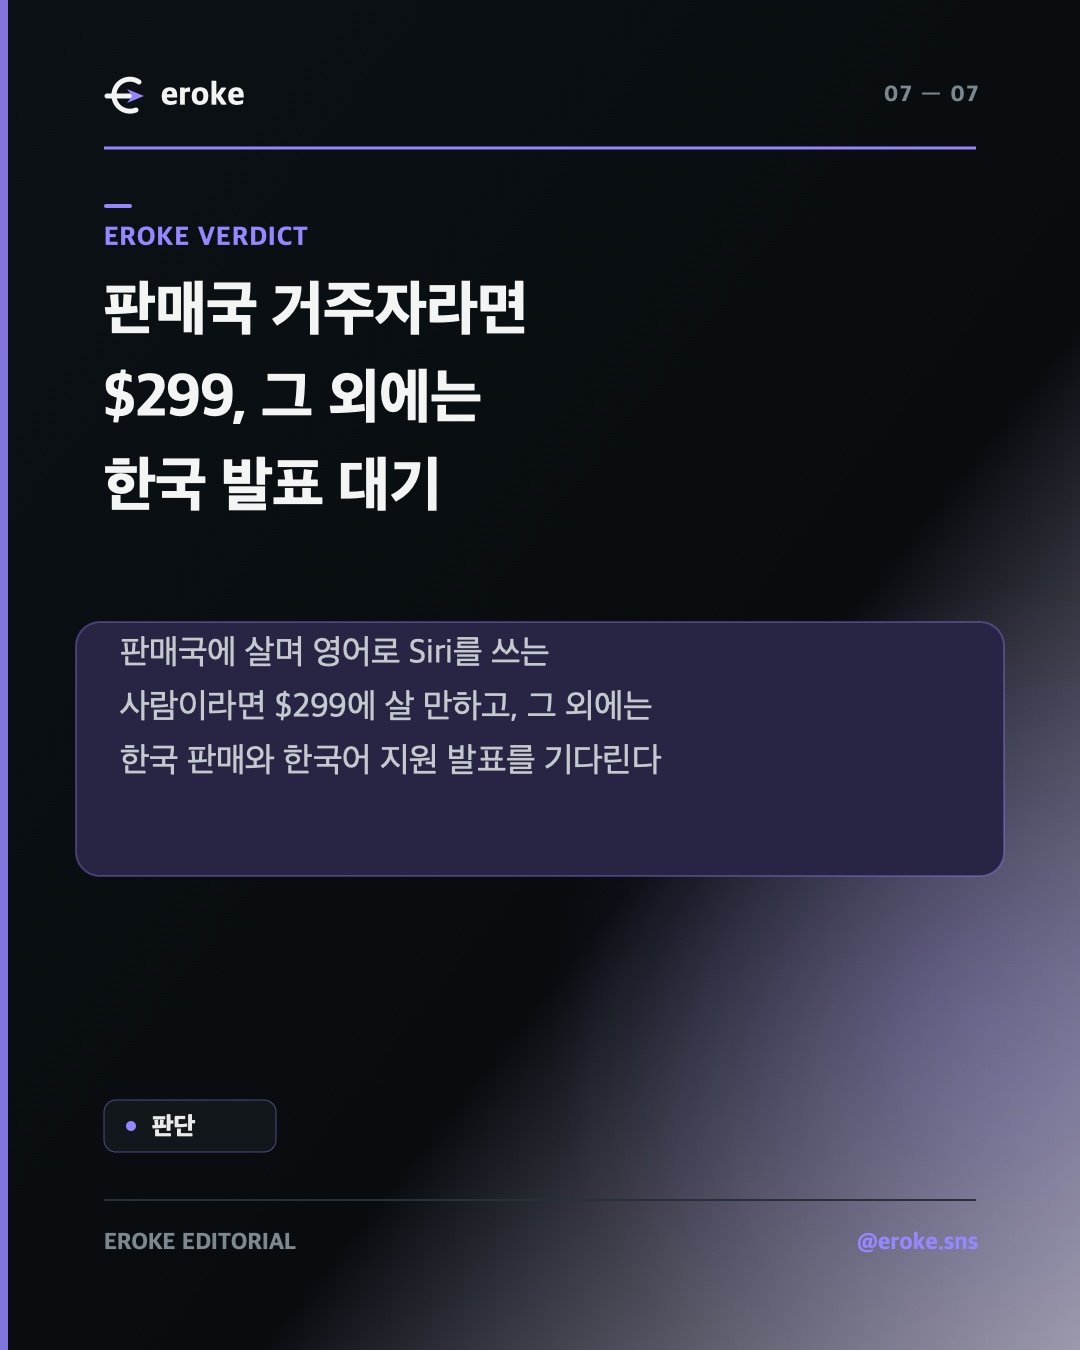 eroke
07 — 07
EROKE VERDICT
판매국 거주자라면
$299, 그 외에는
한국 발표 대기
판매국에 살며 영어로 Siri를 쓰는
사람이라면 $299에 살 만하고, 그 외에는
한국 판매와 한국어 지원 발표를 기다린다
판단
EROKE EDITORIAL
@eroke.sns